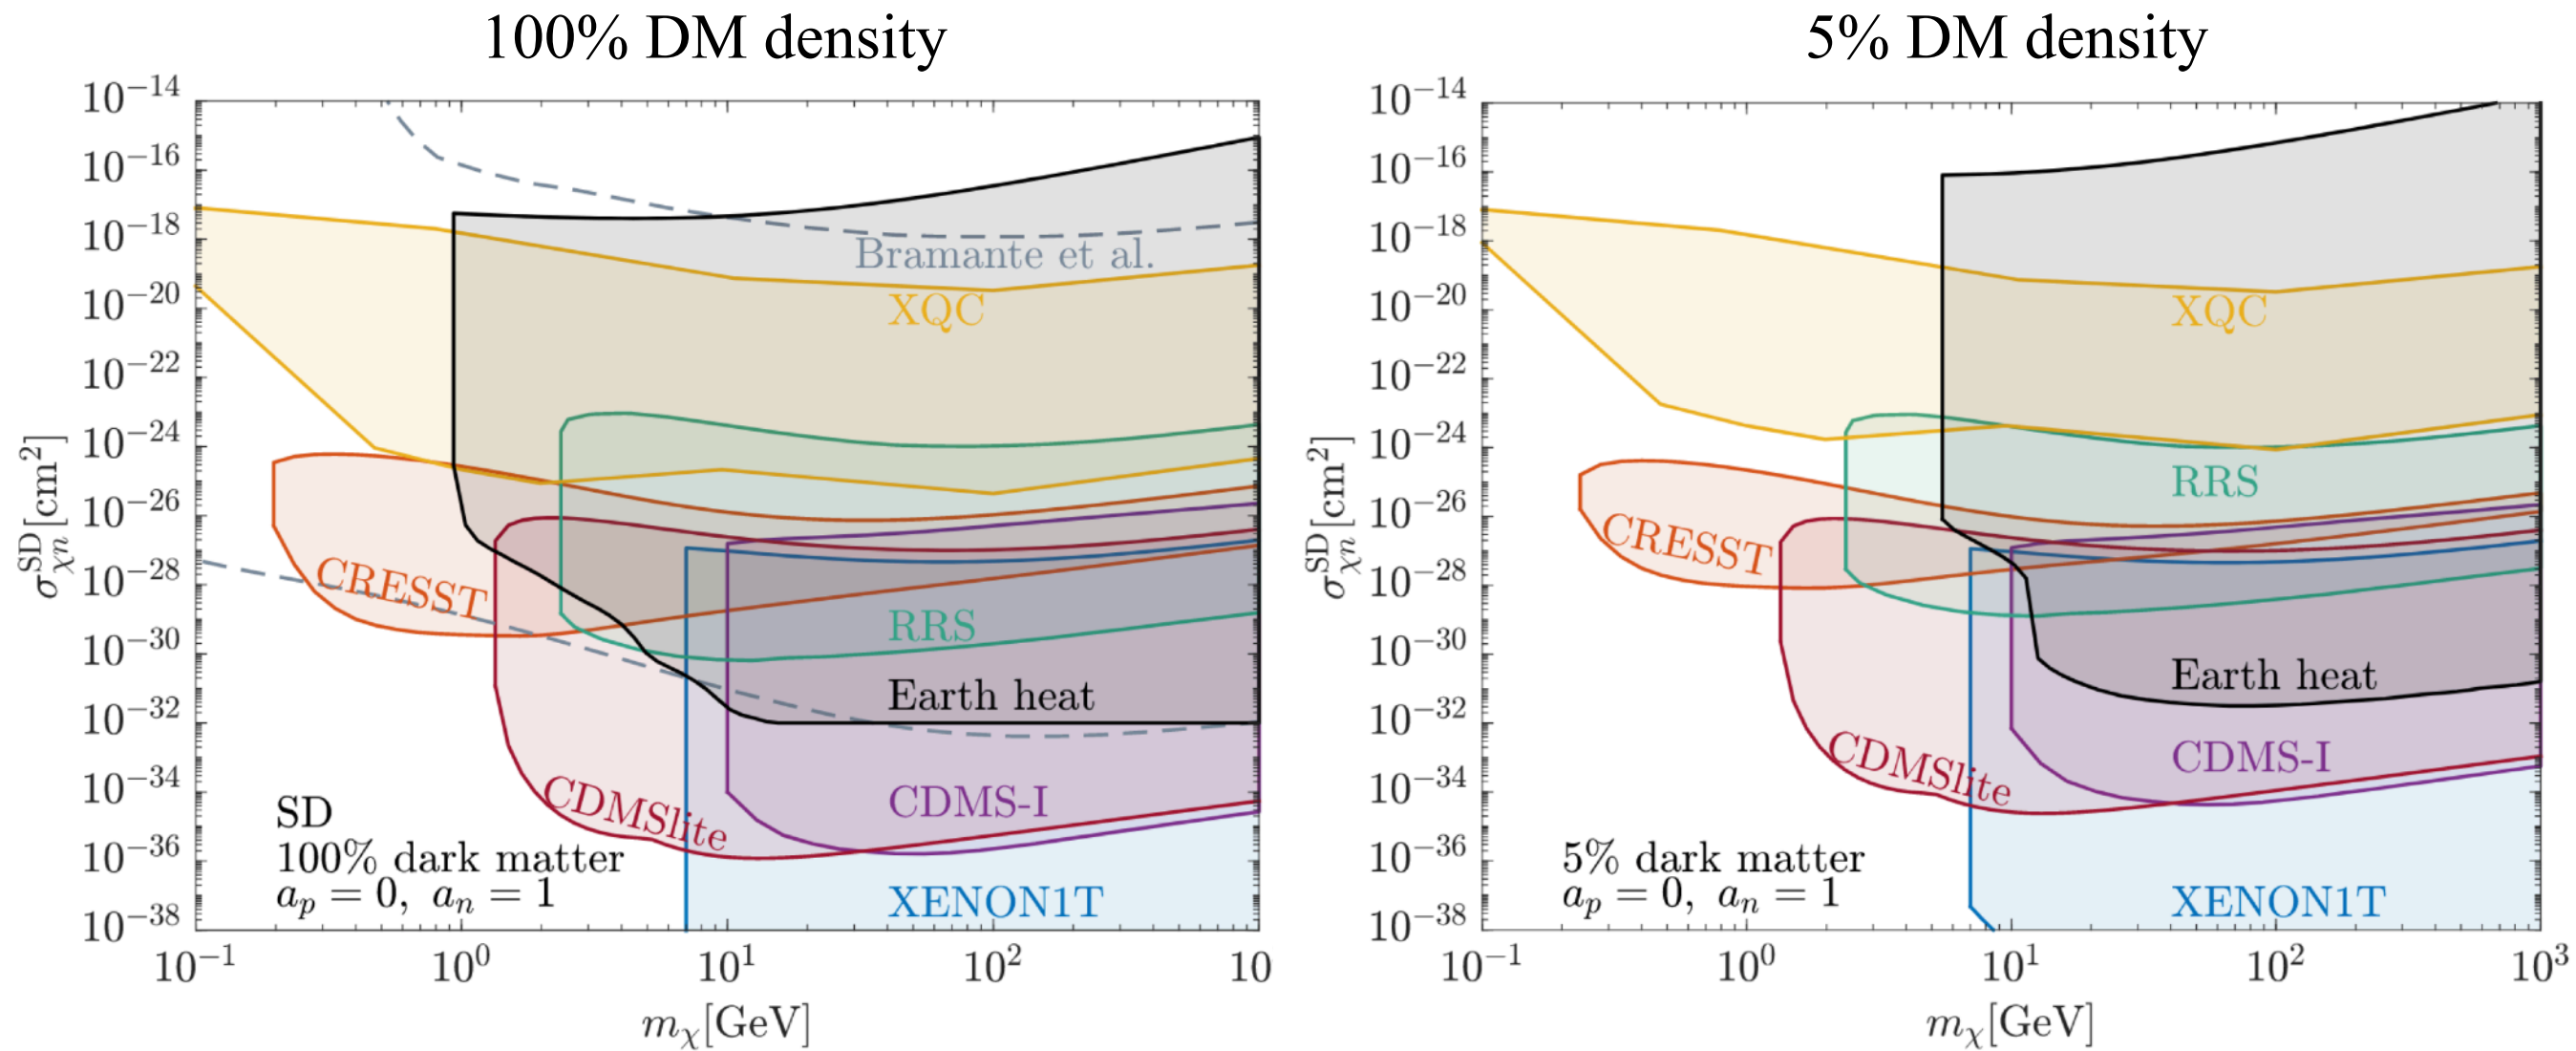 100% DM density
10^{-14}
10^{-16}
10^{-18}
10^{-20}
10^{-22}
10^{-24}
10^{-26}
10^{-28}
10^{-30}
10^{-32}
10^{-34}
10^{-36}
10^{-38}
σ_{χn}^{SD}[cm^2]
Bramante et al.
XQC
CRESST
RRS
Earth heat
CDMSlite
CDMS-I
XENON1T
SD
100% dark matter
a_p = 0, a_n = 1
10^{-1} 10^0 10^1 10^2 10
m_χ[GeV]
5% DM density
10^{-14}
10^{-16}
10^{-18}
10^{-20}
10^{-22}
10^{-24}
10^{-26}
10^{-28}
10^{-30}
10^{-32}
10^{-34}
10^{-36}
10^{-38}
σ_{χn}^{SD}[cm^2]
XQC
RRS
CRESST
Earth heat
CDMS-I
CDMSlite
XENON1T
5% dark matter
a_p = 0, a_n = 1
10^{-1} 10^0 10^1 10^2 10^3
m_χ[GeV]